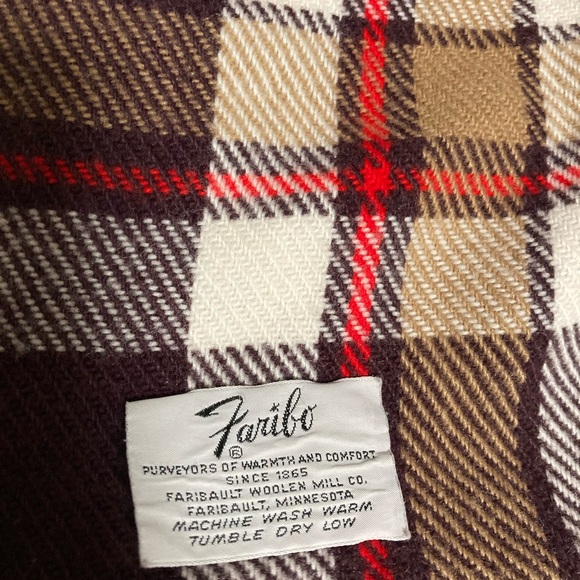 Faribo
®
PURVEYORS OF WARMTH AND COMFORT
SINCE 1865
FARIBAULT WOOLEN MILL CO.
FARIBAULT, MINNESOTA
MACHINE WASH WARM
TUMBLE DRY LOW